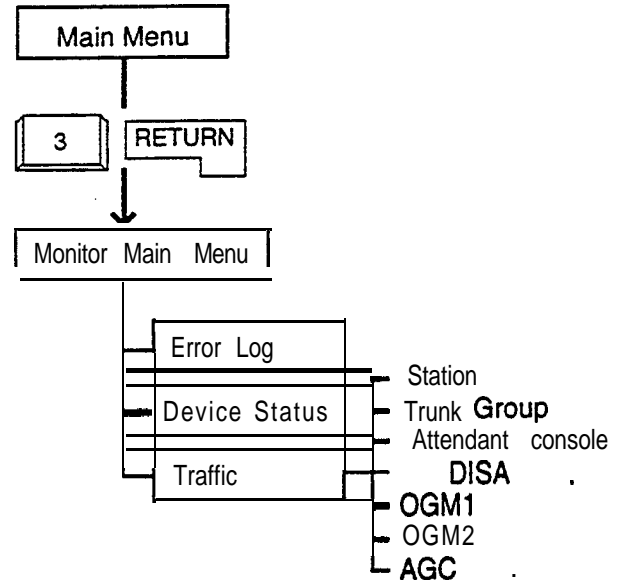 Main Menu
3 RETURN
Monitor Main Menu
Error Log
Device Status
Traffic
Station
Trunk Group
Attendant console
DISA
OGM1
OGM2
AGC